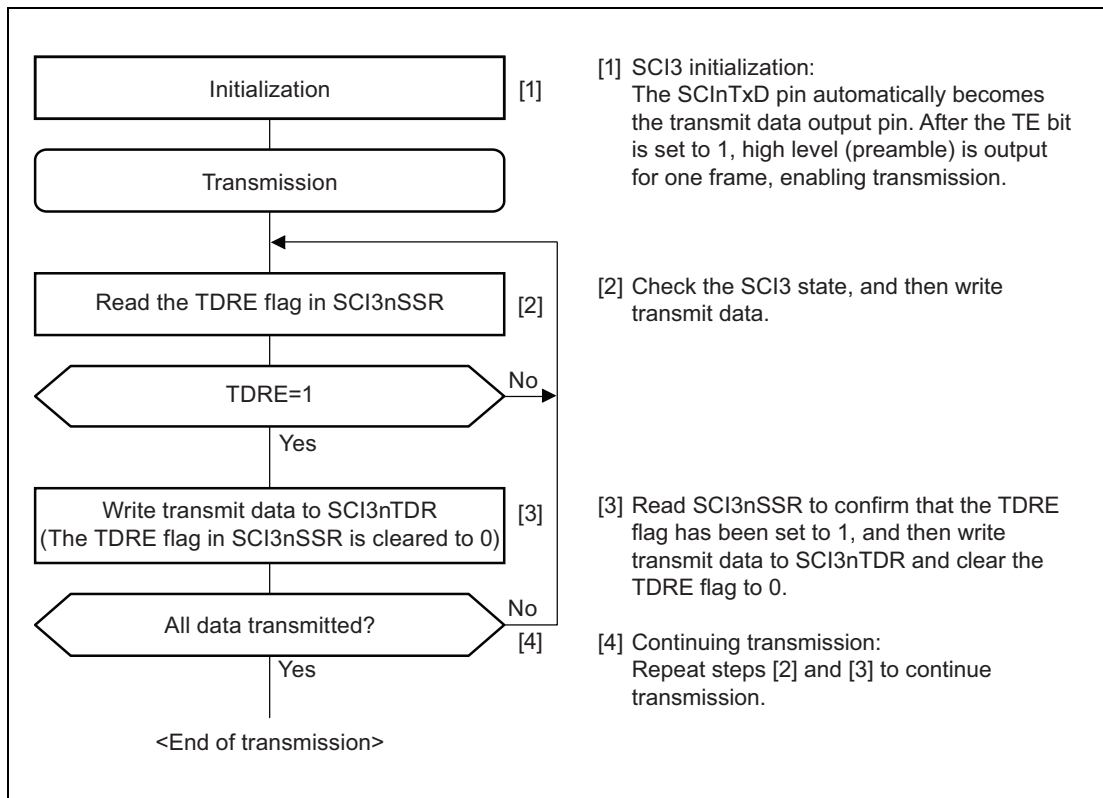 Initialization [1]
Transmission
Read the TDRE flag in SCI3nSSR [2]
TDRE=1
No
Yes
Write transmit data to SCI3nTDR
(The TDRE flag in SCI3nSSR is cleared to 0)
[3]
All data transmitted?
No
[4]
Yes
<End of transmission>
[1] SCI3 initialization:
The SCInTxD pin automatically becomes
the transmit data output pin. After the TE bit
is set to 1, high level (preamble) is output
for one frame, enabling transmission.
[2] Check the SCI3 state, and then write
transmit data.
[3] Read SCI3nSSR to confirm that the TDRE
flag has been set to 1, and then write
transmit data to SCI3nTDR and clear the
TDRE flag to 0.
[4] Continuing transmission:
Repeat steps [2] and [3] to continue
transmission.